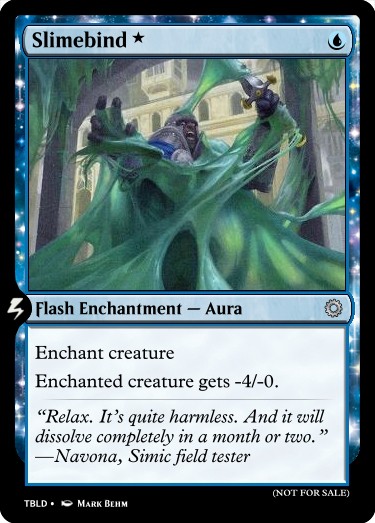 Slimebind ★
Flash Enchantment — Aura
Enchant creature
Enchanted creature gets -4/-0.
“Relax. It’s quite harmless. And it will
dissolve completely in a month or two.”
—Navona, Simic field tester
(NOT FOR SALE)
TBLD • Mark Behm